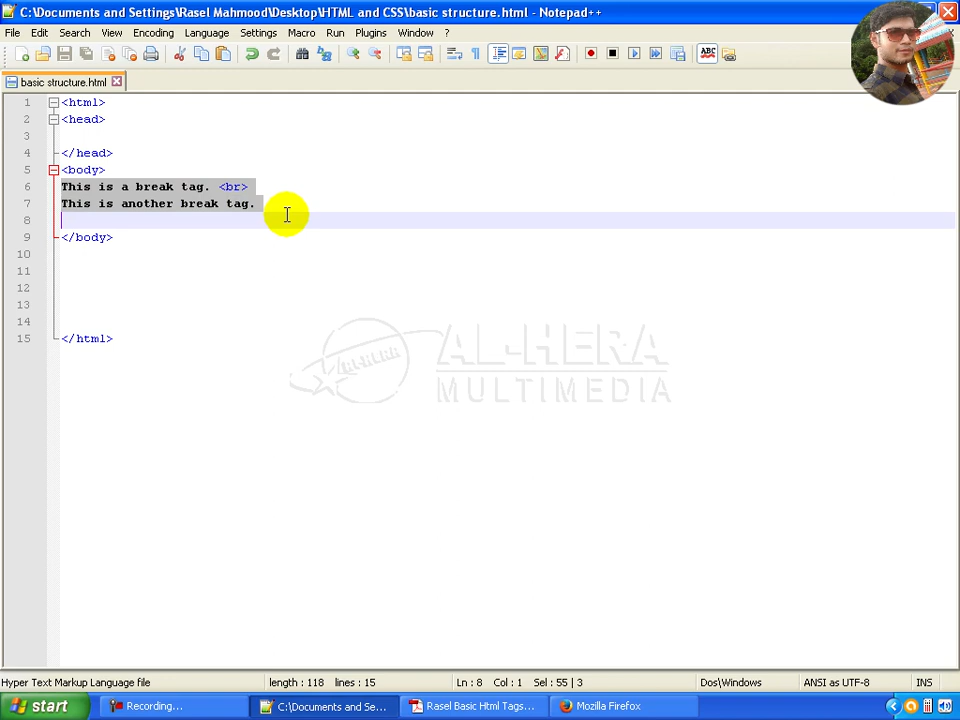 C:\Documents and Settings\Rasel Mahmood\Desktop\HTML and CSS\basic structure.html - Notepad++
File Edit Search View Encoding Language Settings Macro Run Plugins Window ?
ABC
basic structure.html
1 <html>
2 <head>
3
4 </head>
5 <body>
6 This is a break tag. <br>
7 This is another break tag.
8
9 </body>
10
11
12
13
14
15 </html>
AL-HERA
AL-HERA
MULTIMEDIA
Hyper Text Markup Language file length : 118 lines : 15 Ln : 8 Col : 1 Sel : 55 | 3 Dos\Windows ANSI as UTF-8 INS
start Recording... C:\Documents and Se... Rasel Basic Html Tags... Mozilla Firefox